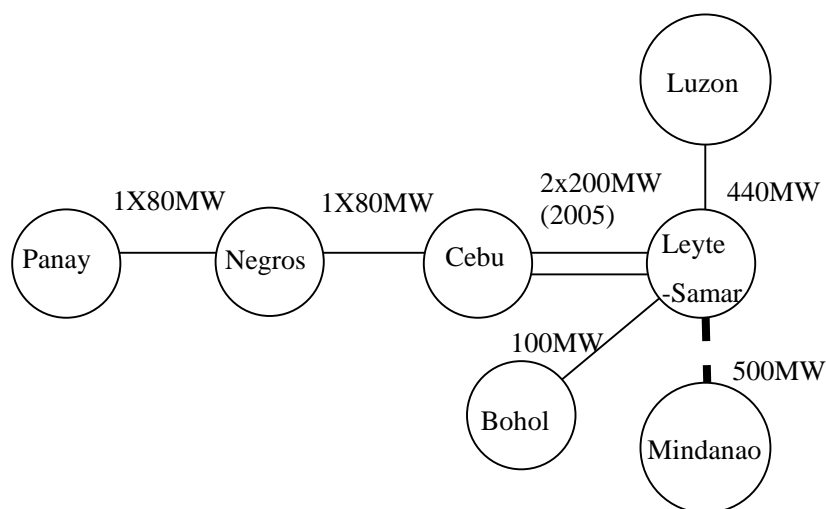 Luzon
1X80MW
1X80MW
2x200MW
(2005)
440MW
Panay
Negros
Cebu
Leyte
-Samar
100MW
500MW
Bohol
Mindanao